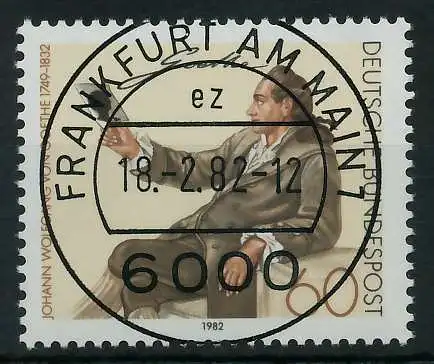 JOHANN WOLFGANG VON GOETHE 1749-1832
Goethe
DEUTSCHE BUNDESPOST
60
1982
FRANKFURT AM MAIN 1
ez
18.-2.82-12
6000